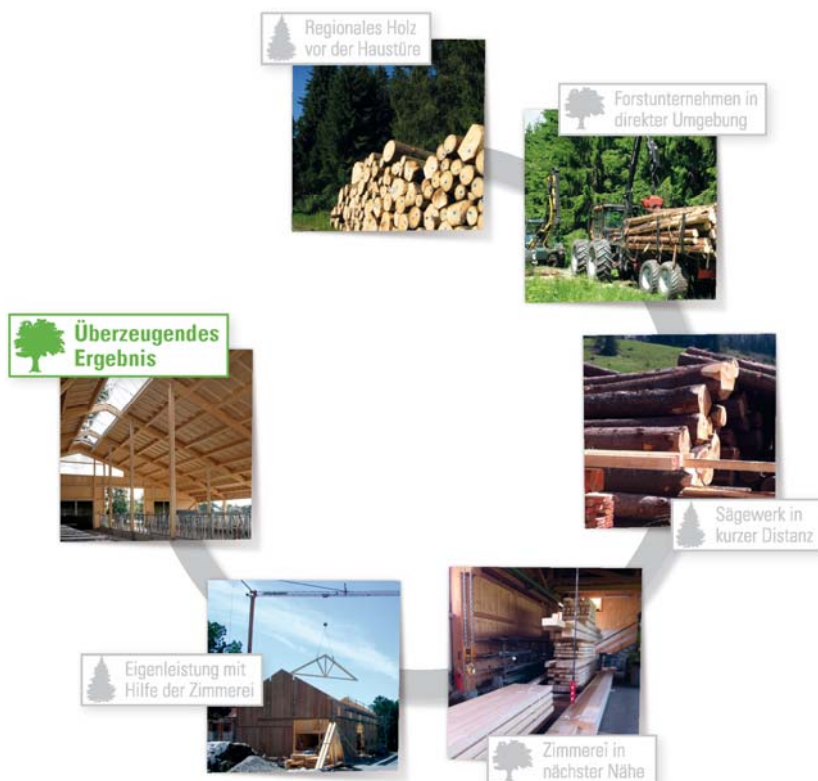 Regionales Holz
vor der Haustüre
Forstunternehmen in
direkter Umgebung
Sägewerk in
kurzer Distanz
Zimmerei in
nächster Nähe
Eigenleistung mit
Hilfe der Zimmerei
Überzeugendes
Ergebnis